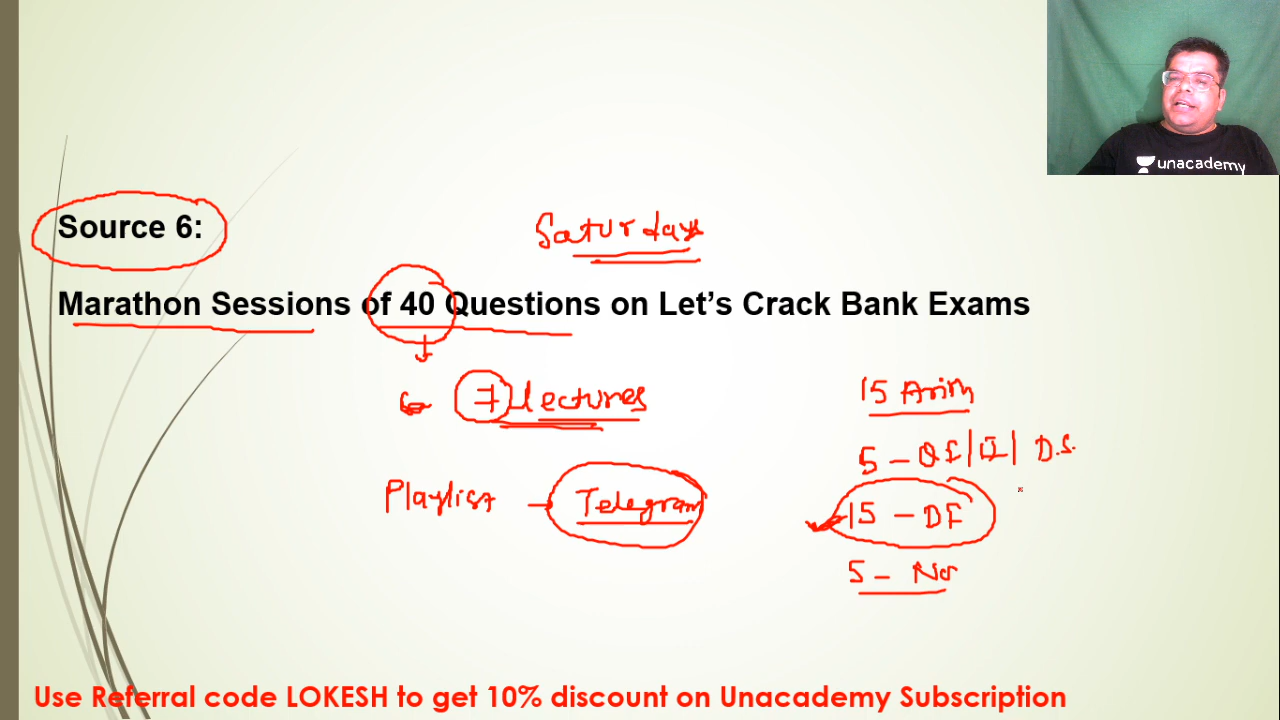 unacademy
Source 6:
Saturday
Marathon Sessions of 40 Questions on Let's Crack Bank Exams
7 lectures
15 Arith
5 - QE | | D.S.
Playlist - Telegram
15 - DI
5 -
Use Referral code LOKESH to get 10% discount on Unacademy Subscription